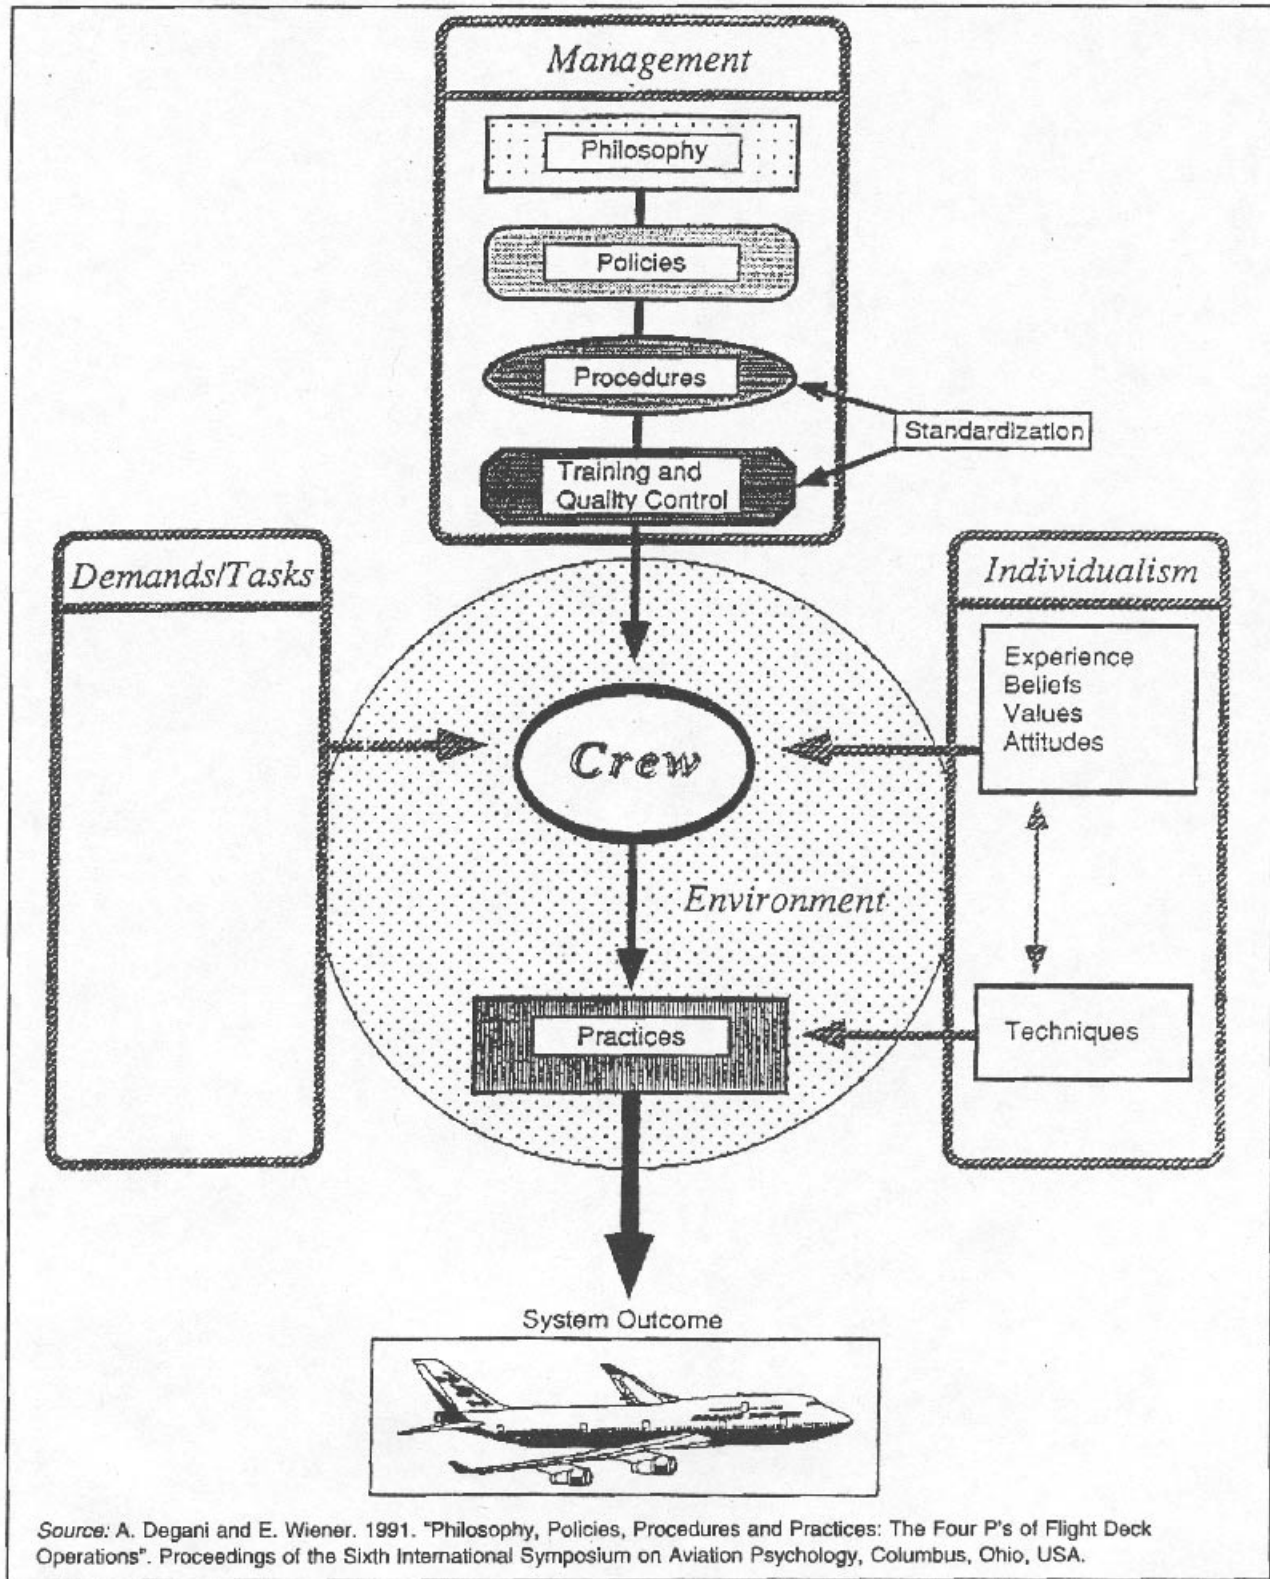 Management
Philosophy
Policies
Procedures
Standardization
Training and
Quality Control
Demands/Tasks
Individualism
Experience
Beliefs
Values
Attitudes
Crew
Environment
Practices
Techniques
System Outcome
Source: A. Degani and E. Wiener. 1991. "Philosophy, Policies, Procedures and Practices: The Four P's of Flight Deck
Operations". Proceedings of the Sixth International Symposium on Aviation Psychology, Columbus, Ohio, USA.